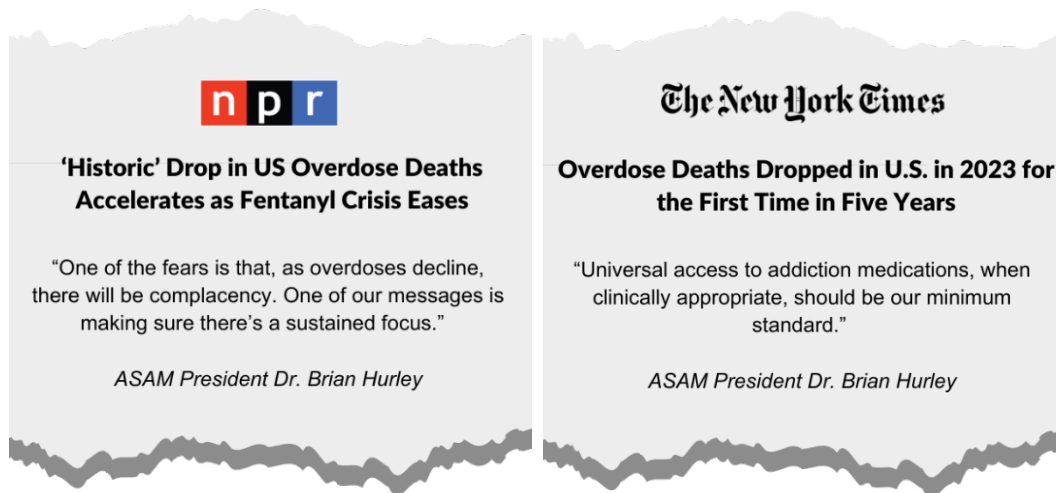 npr
‘Historic’ Drop in US Overdose Deaths
Accelerates as Fentanyl Crisis Eases
“One of the fears is that, as overdoses decline,
there will be complacency. One of our messages is
making sure there’s a sustained focus.”
ASAM President Dr. Brian Hurley
The New York Times
Overdose Deaths Dropped in U.S. in 2023 for
the First Time in Five Years
“Universal access to addiction medications, when
clinically appropriate, should be our minimum
standard.”
ASAM President Dr. Brian Hurley